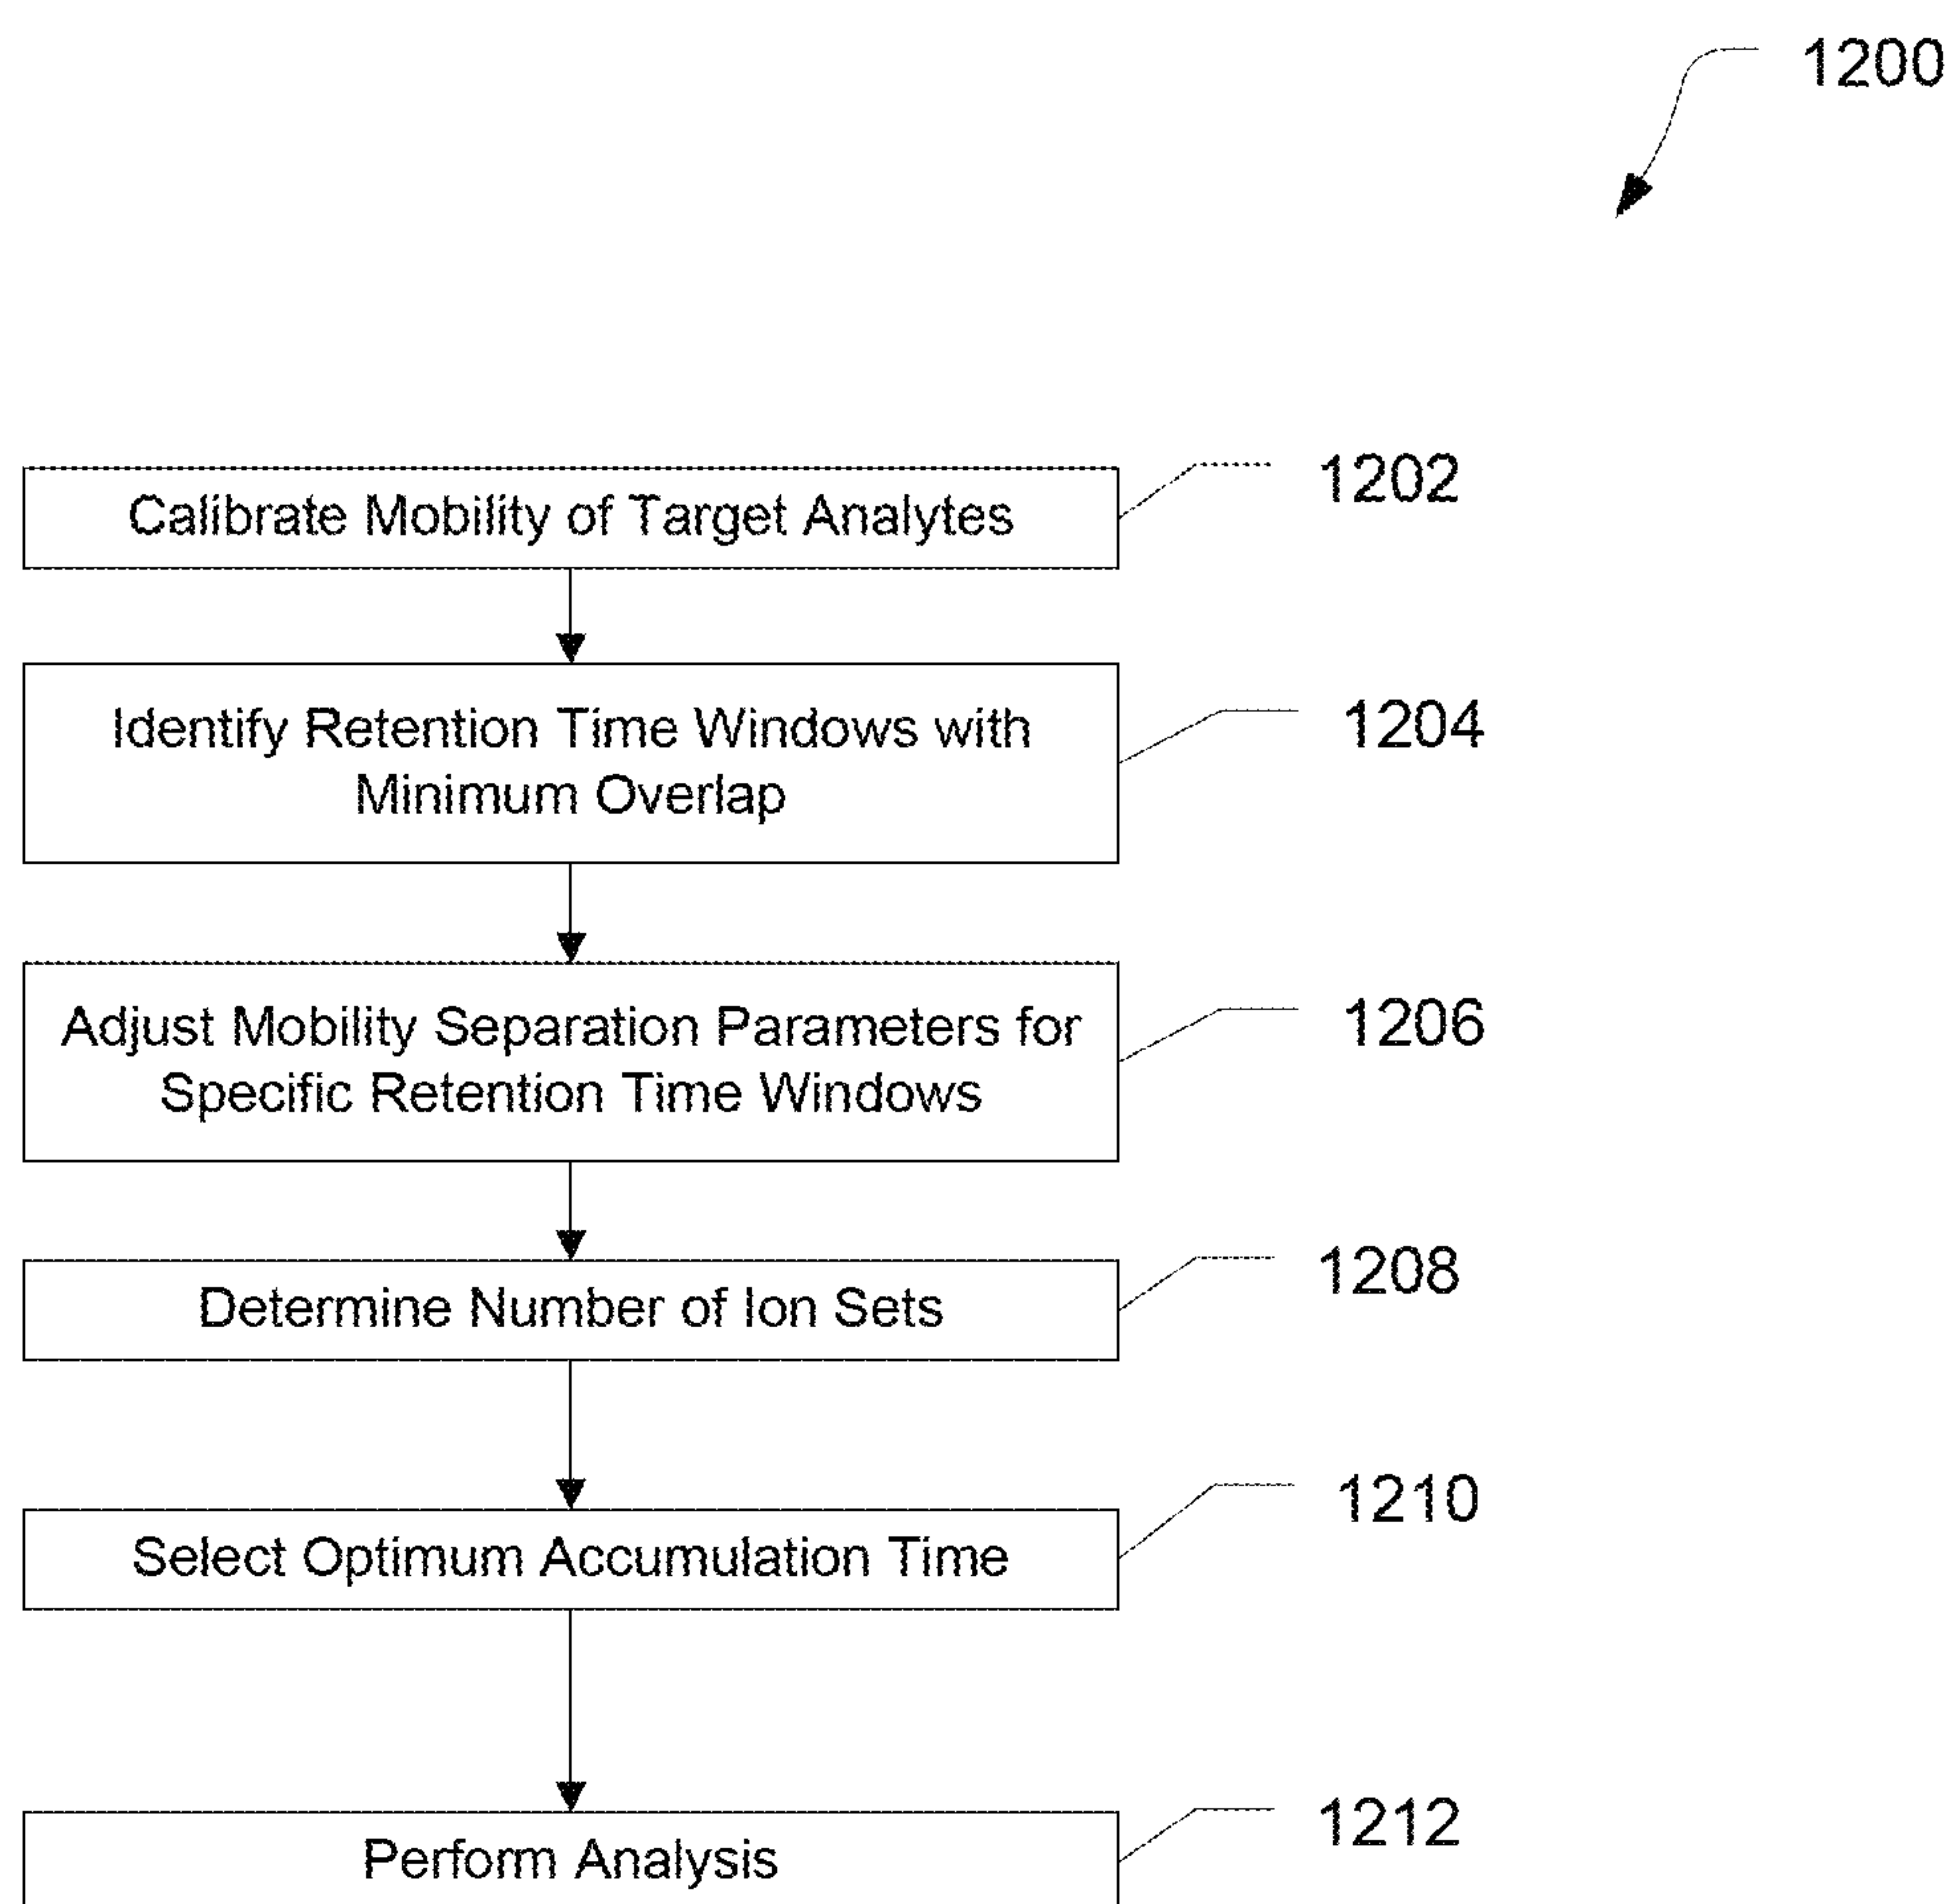 1200
Calibrate Mobility of Target Analytes
1202
Identify Retention Time Windows with
Minimum Overlap
1204
Adjust Mobility Separation Parameters for
Specific Retention Time Windows
1206
Determine Number of Ion Sets
1208
Select Optimum Accumulation Time
1210
Perform Analysis
1212